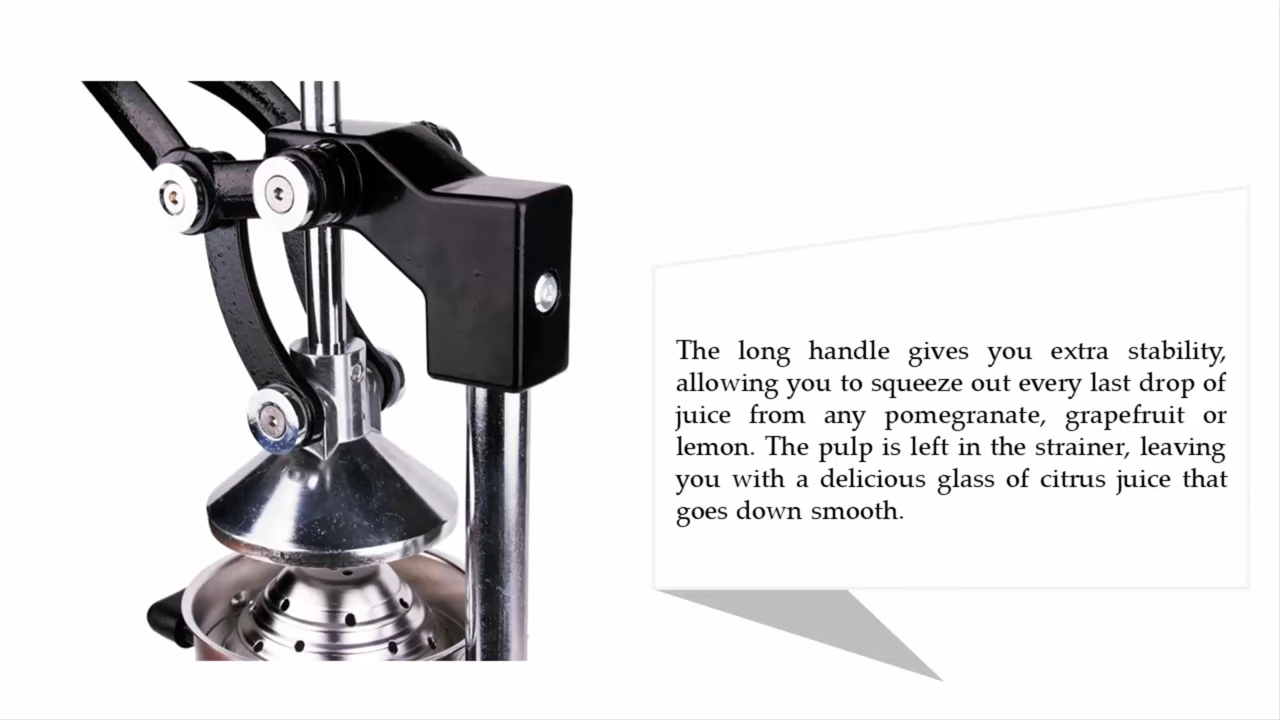 The long handle gives you extra stability,
allowing you to squeeze out every last drop of
juice from any pomegranate, grapefruit or
lemon. The pulp is left in the strainer, leaving
you with a delicious glass of citrus juice that
goes down smooth.